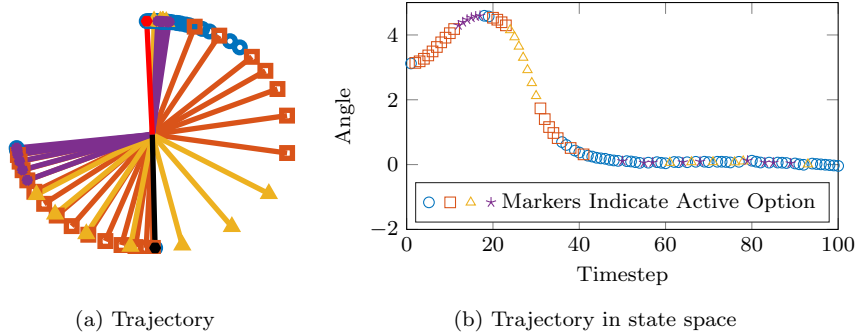 4
2
0
−2
Angle
Markers Indicate Active Option
0 20 40 60 80 100
Timestep
(a) Trajectory
(b) Trajectory in state space